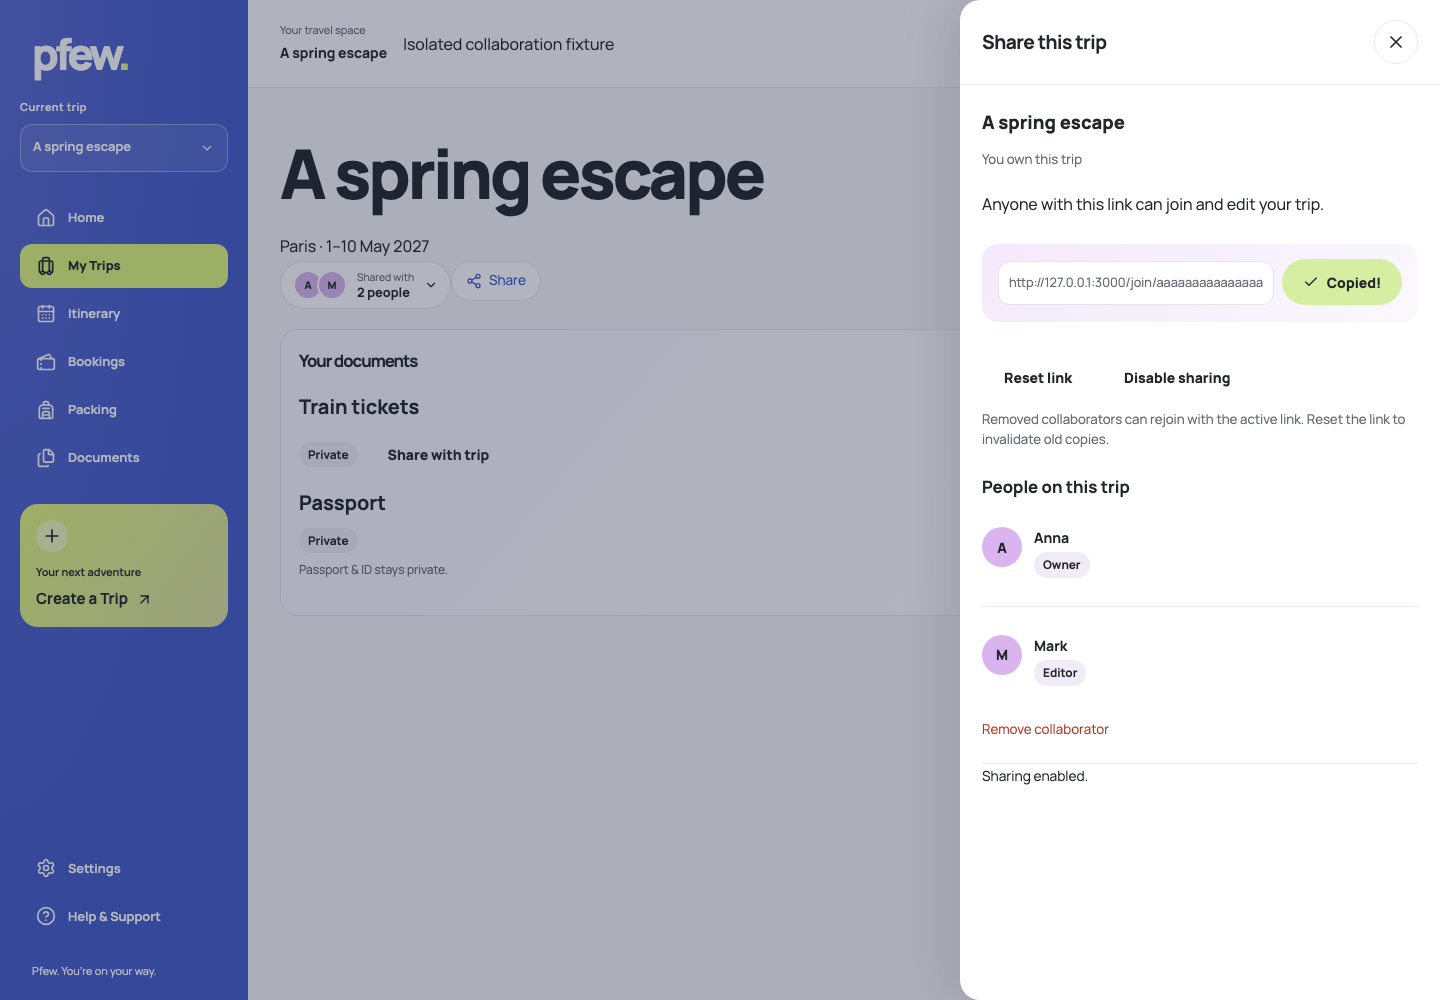 pfew.
Current trip
A spring escape
Home
My Trips
Itinerary
Bookings
Packing
Documents
Your next adventure
Create a Trip
Settings
Help & Support
Pfew. You're on your way.
Your travel space
A spring escape
Isolated collaboration fixture
A spring escape
Paris · 1–10 May 2027
A
M
Shared with
2 people
Share
Your documents
Train tickets
Private
Share with trip
Passport
Private
Passport & ID stays private.
Share this trip
A spring escape
You own this trip
Anyone with this link can join and edit your trip.
http://127.0.0.1:3000/join/aaaaaaaaaaaaaaa
Copied!
Reset link
Disable sharing
Removed collaborators can rejoin with the active link. Reset the link to
invalidate old copies.
People on this trip
A
Anna
Owner
M
Mark
Editor
Remove collaborator
Sharing enabled.